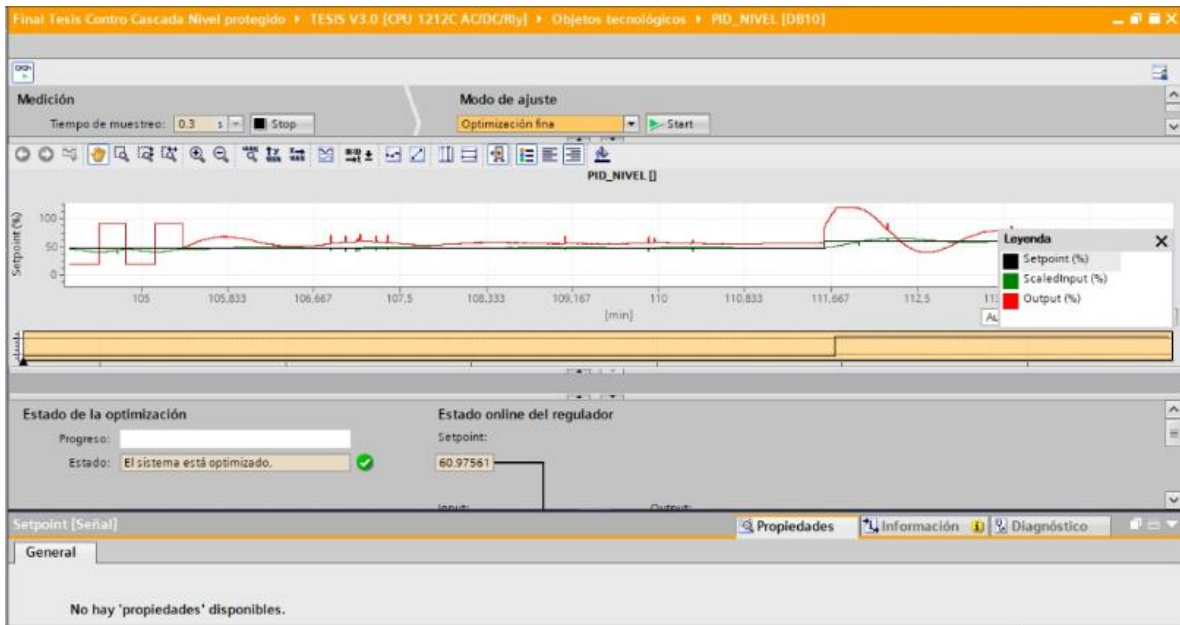 Final Tesis Contro Cascada Nivel protegido ▸ TESIS V3.0 [CPU 1212C AC/DC/Rly] ▸ Objetos tecnológicos ▸ PID_NIVEL [DB10]
Medición
Modo de ajuste
Tiempo de muestreo: 0.3 s Stop
Optimización fina Start
PID_NIVEL []
Setpoint (%)
100
50
0
105 105,833 106,667 107,5 108,333 109,167 110 110,833 111,667 112,5
[min]
Leyenda
Setpoint (%)
ScaledInput (%)
Output (%)
Estado de la optimización
Progreso:
Estado: El sistema está optimizado.
Estado online del regulador
Setpoint:
60.97561
Input:
Output:
Setpoint [Señal]
Propiedades Información Diagnóstico
General
No hay 'propiedades' disponibles.